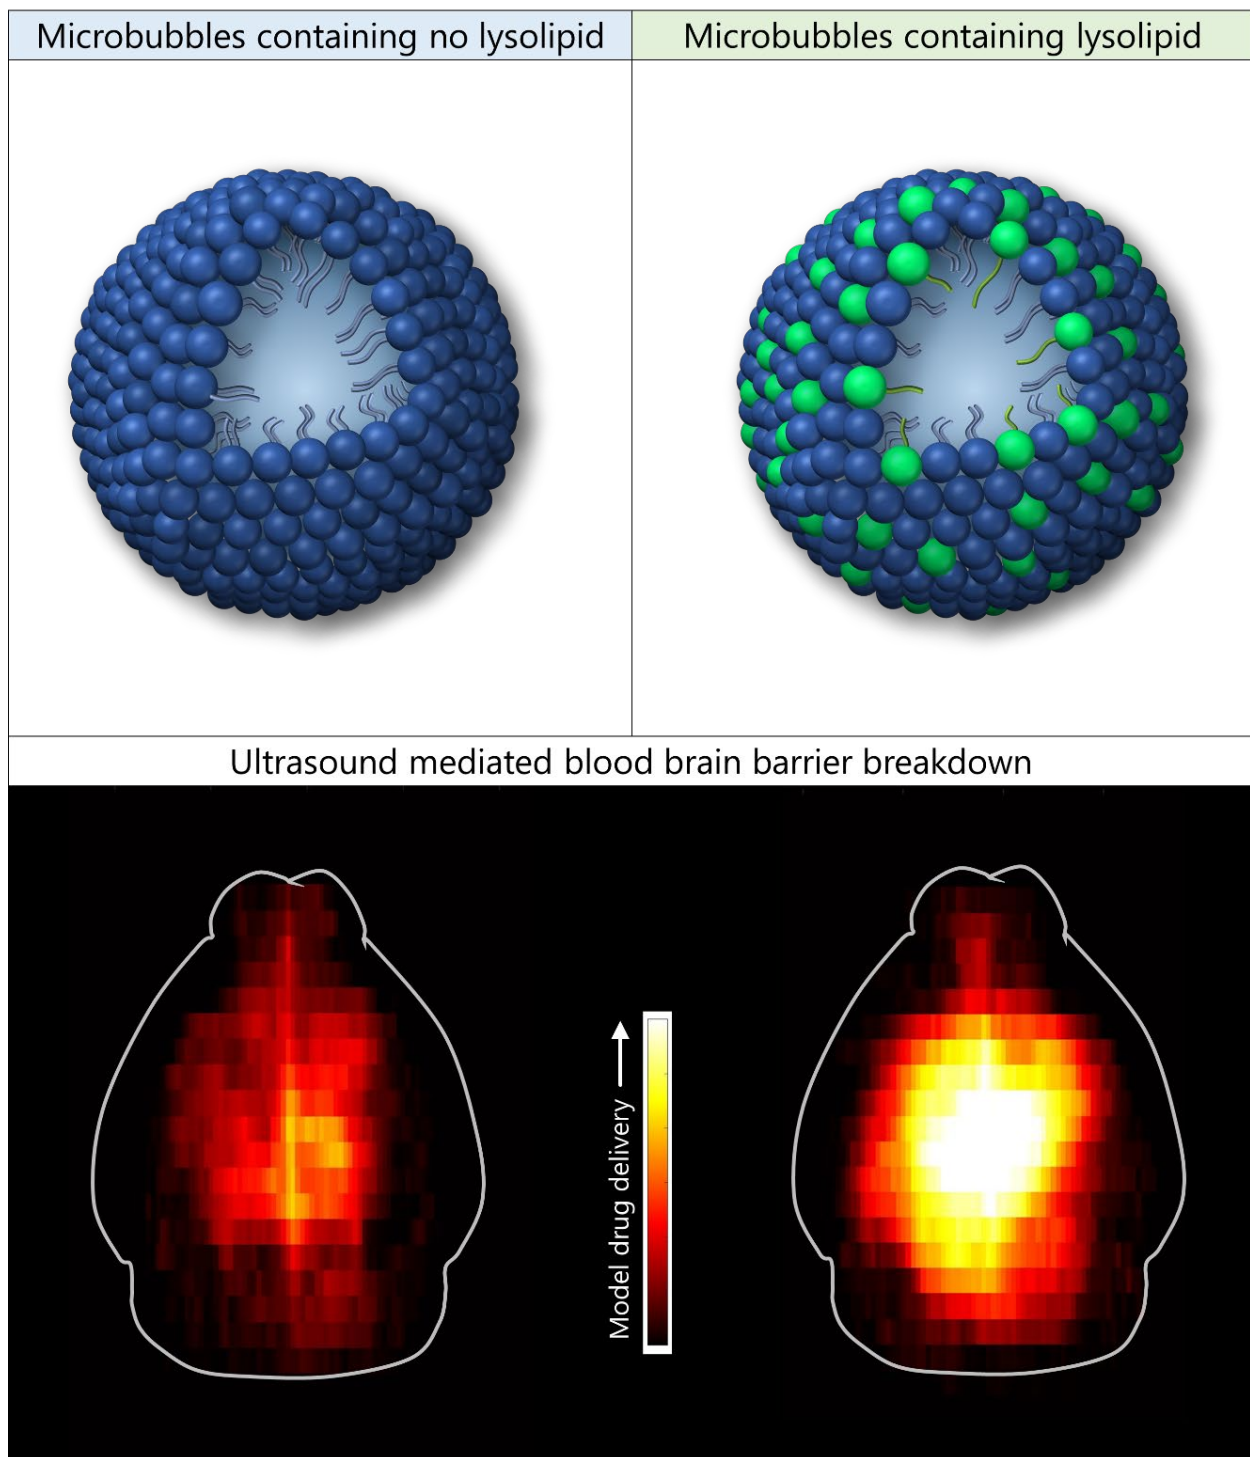 Microbubbles containing no lysolipid
Microbubbles containing lysolipid
Ultrasound mediated blood brain barrier breakdown
Model drug delivery